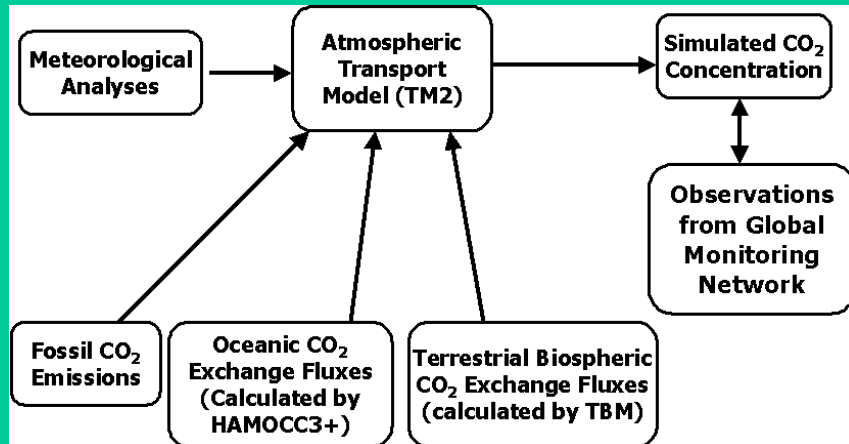 Meteorological
Analyses
Atmospheric
Transport
Model (TM2)
Simulated CO₂
Concentration
Observations
from Global
Monitoring
Network
Fossil CO₂
Emissions
Oceanic CO₂
Exchange Fluxes
(Calculated by
HAMOCC3+)
Terrestrial Biospheric
CO₂ Exchange Fluxes
(calculated by TBM)